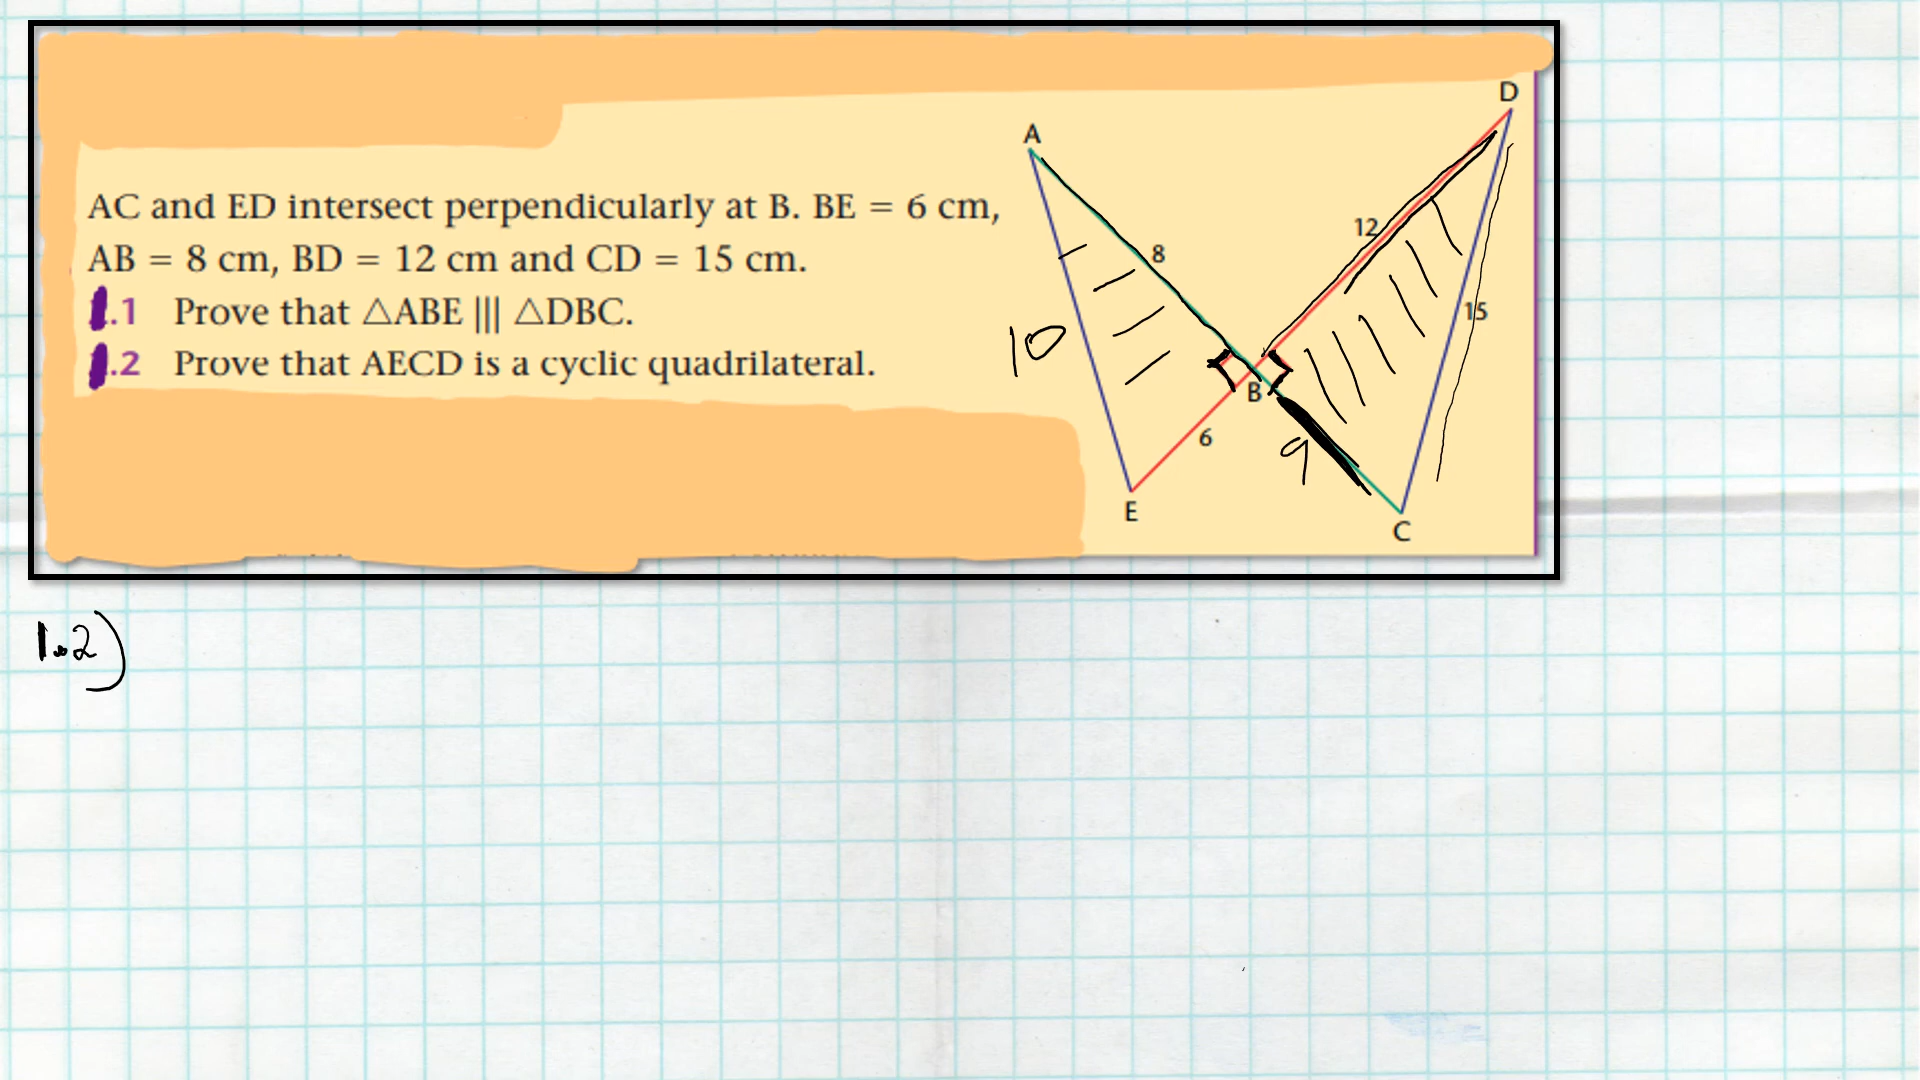 AC and ED intersect perpendicularly at B. BE = 6 cm,
AB = 8 cm, BD = 12 cm and CD = 15 cm.
.1 Prove that △ABE ||| △DBC.
.2 Prove that AECD is a cyclic quadrilateral.
D
A
12
8
15
10
B
6
9
E
C
1.2)